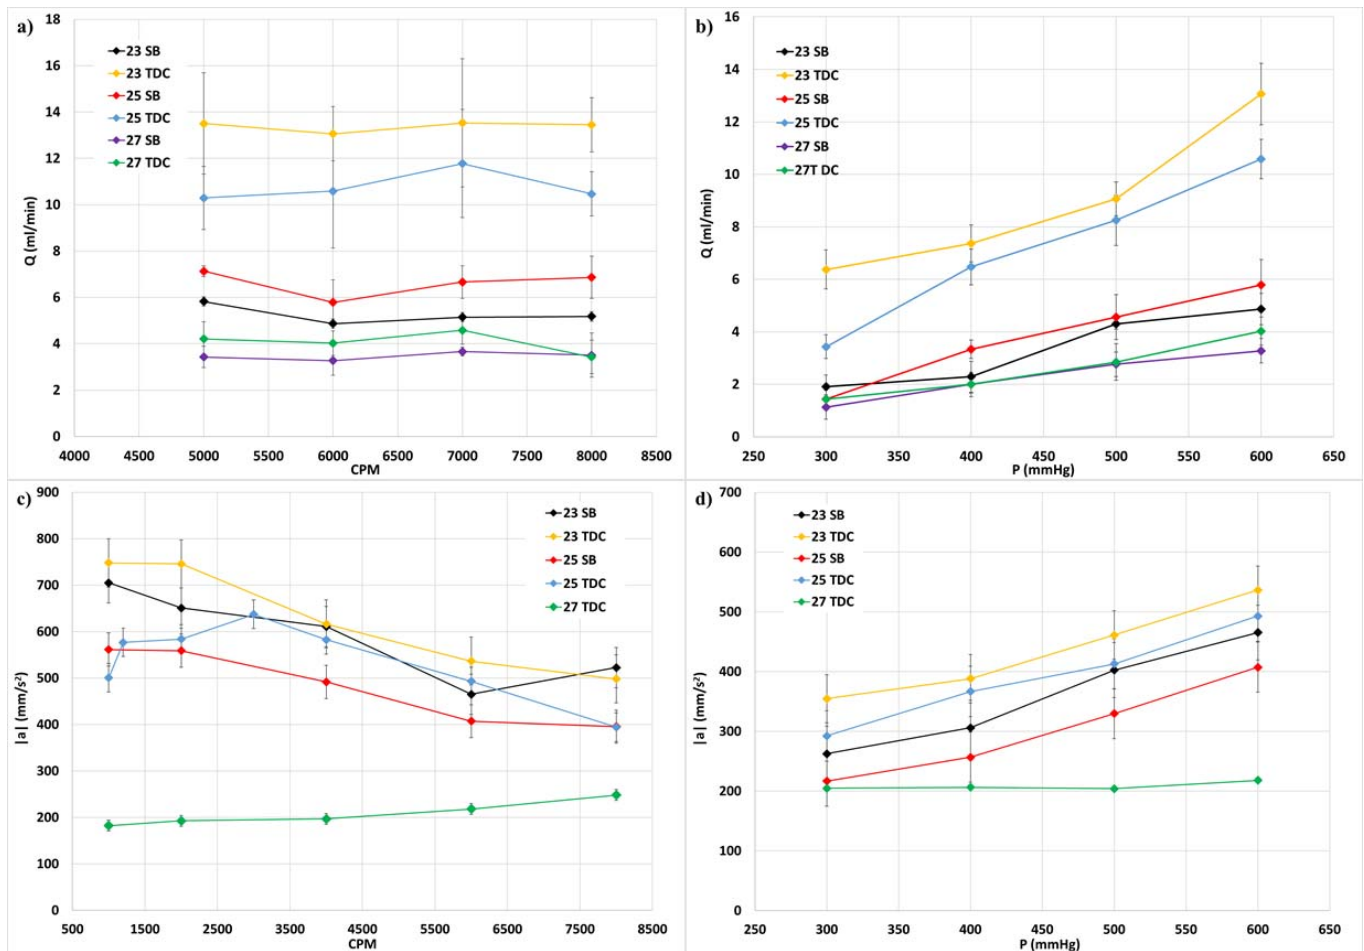 a)
18
16
14
12
10
8
6
4
2
0
Q (ml/min)
23 SB
23 TDC
25 SB
25 TDC
27 SB
27 TDC
4000 4500 5000 5500 6000 6500 7000 7500 8000 8500
CPM
b)
16
14
12
10
8
6
4
2
0
Q (ml/min)
23 SB
23 TDC
25 SB
25 TDC
27 SB
27T DC
250 300 350 400 450 500 550 600 650
P (mmHg)
c)
900
800
700
600
500
400
300
200
100
0
|a| (mm/s²)
23 SB
23 TDC
25 SB
25 TDC
27 TDC
500 1500 2500 3500 4500 5500 6500 7500 8500
CPM
d)
700
600
500
400
300
200
100
0
|a| (mm/s²)
23 SB
23 TDC
25 SB
25 TDC
27 TDC
250 300 350 400 450 500 550 600 650
P (mmHg)